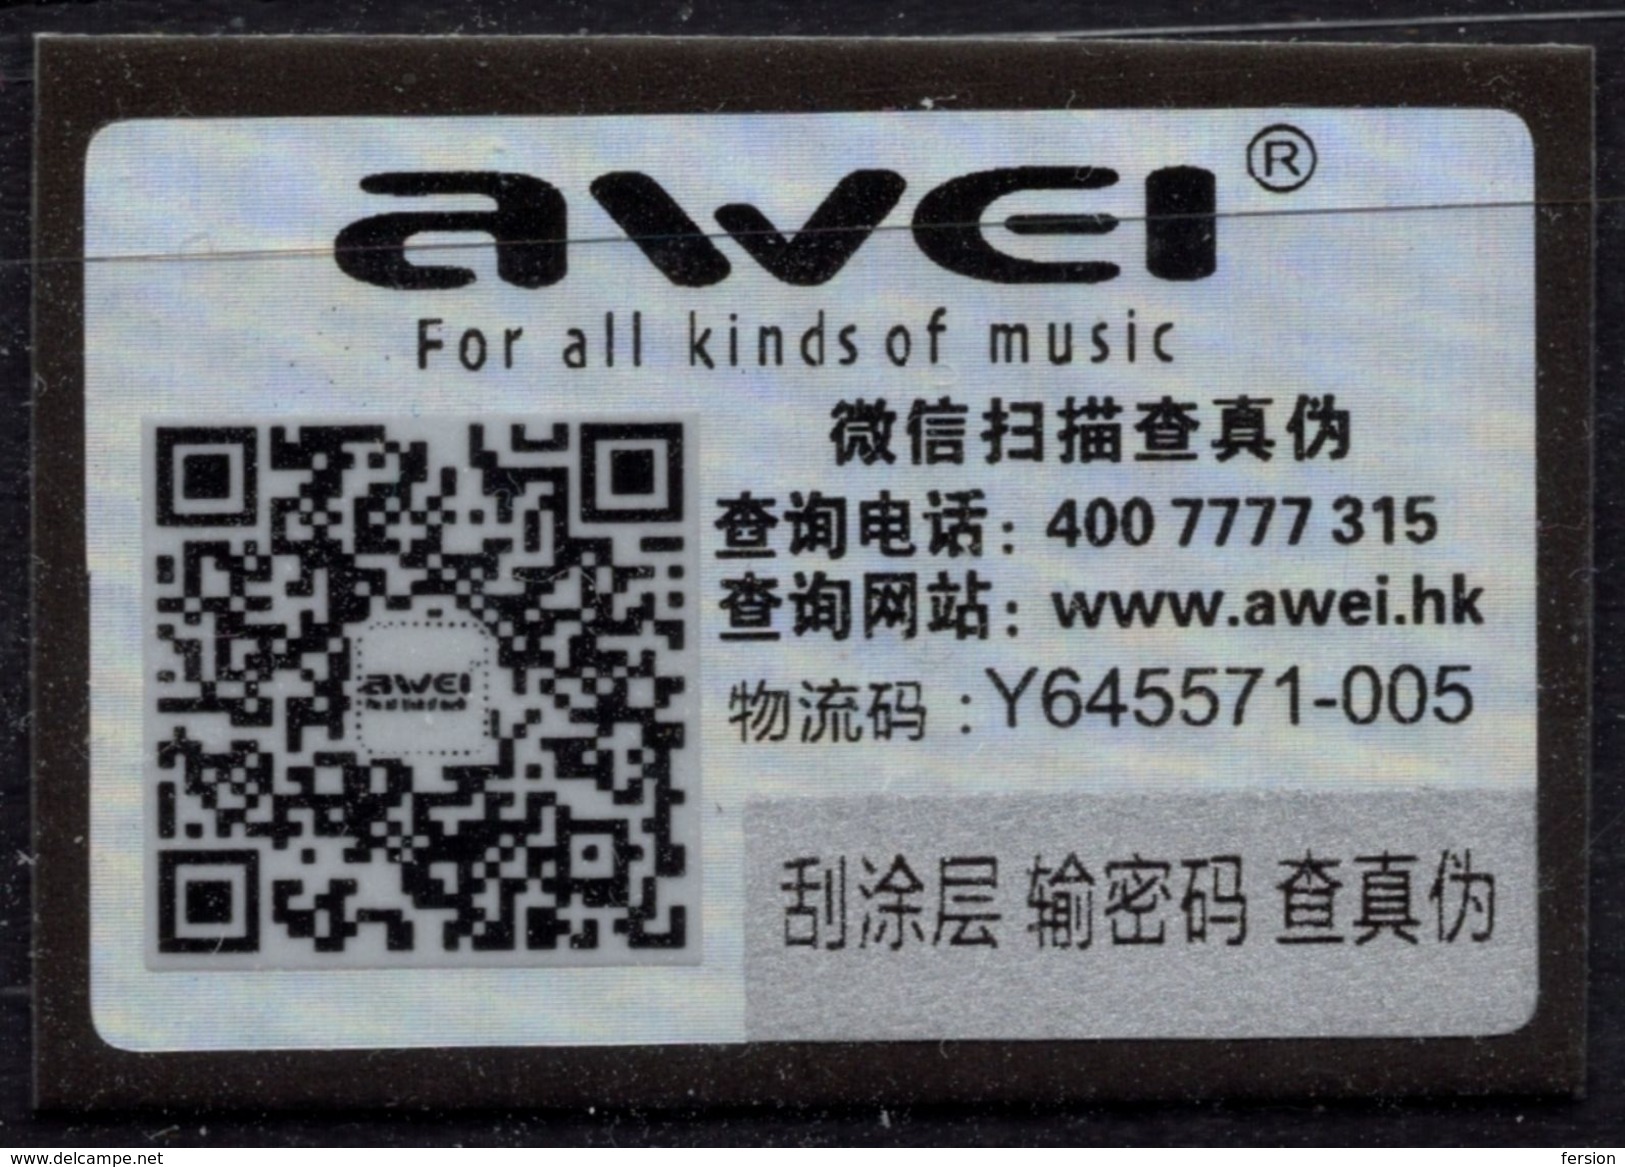 awei ®
For all kinds of music
微信扫描查真伪
查询电话：400 7777 315
查询网站：www.awei.hk
物流码：Y645571-005
awei
刮涂层 输密码 查真伪
www.delcampe.net
fersion